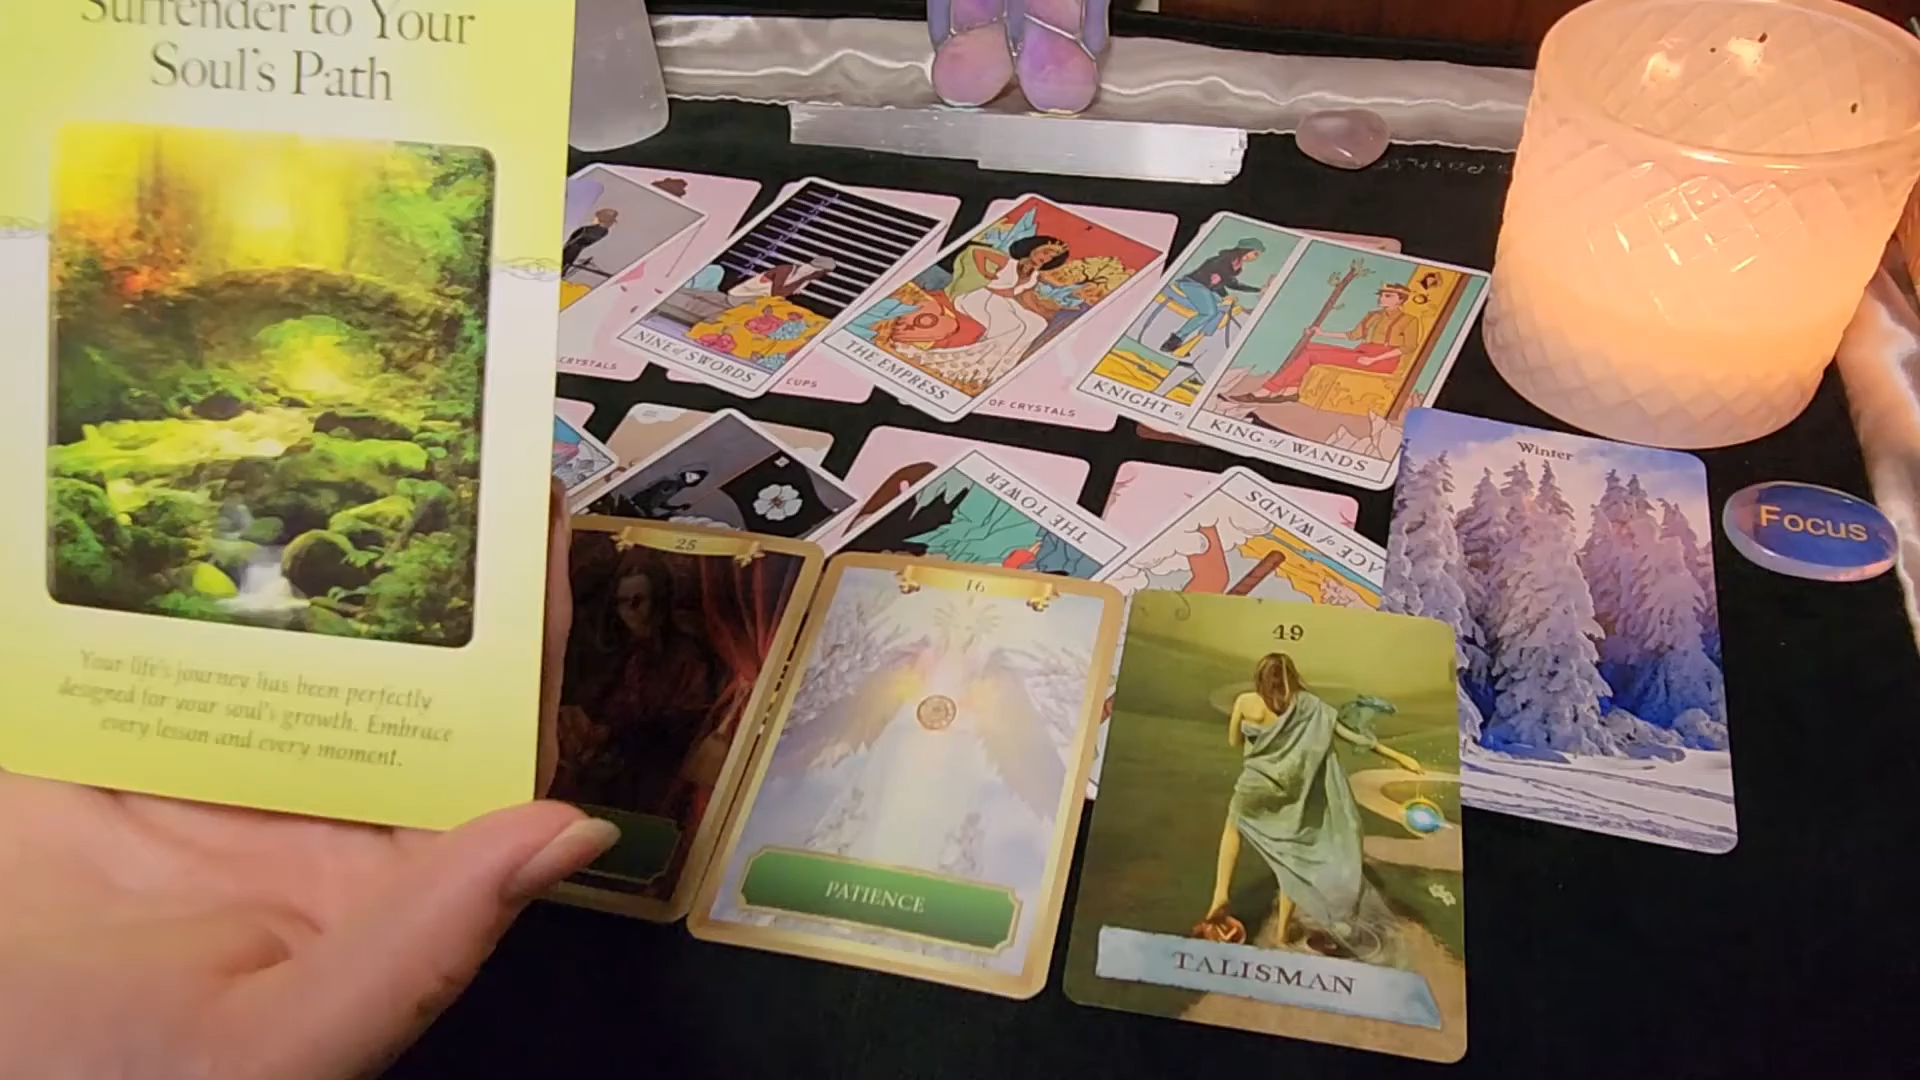 Surrender to Your
Soul's Path
Your life's journey has been perfectly
designed for your soul's growth. Embrace
every lesson and every moment.
CRYSTALS
NINE of SWORDS
CUPS
THE EMPRESS
OF CRYSTALS
KNIGHT of
KING of WANDS
THE TOWER
ACE of WANDS
Winter
Focus
25
16
PATIENCE
49
TALISMAN